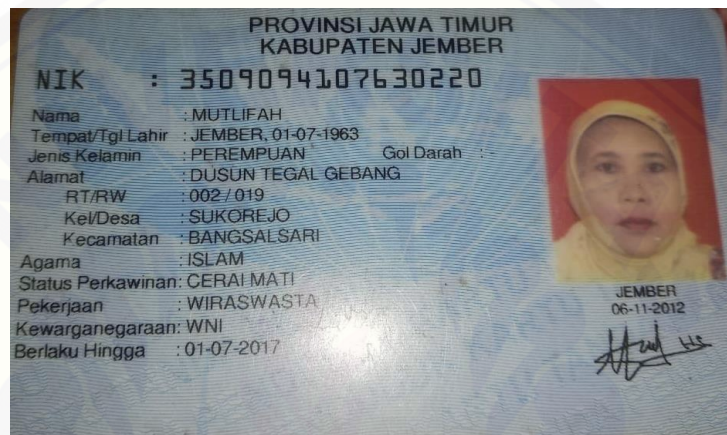 PROVINSI JAWA TIMUR
KABUPATEN JEMBER
NIK : 3509094107630220
Nama : MUTLIFAH
Tempat/Tgl Lahir : JEMBER, 01-07-1963
Jenis Kelamin : PEREMPUAN Gol Darah :
Alamat : DUSUN TEGAL GEBANG
RT/RW : 002 / 019
Kel/Desa : SUKOREJO
Kecamatan : BANGSALSARI
Agama : ISLAM
Status Perkawinan: CERAI MATI
Pekerjaan : WIRASWASTA
Kewarganegaraan: WNI
Berlaku Hingga : 01-07-2017
JEMBER
06-11-2012